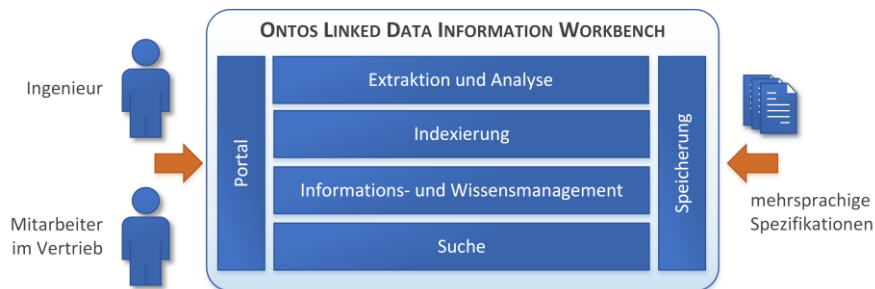 ONTOS LINKED DATA INFORMATION WORKBENCH
Ingenieur
Mitarbeiter
im Vertrieb
Portal
Extraktion und Analyse
Indexierung
Informations- und Wissensmanagement
Suche
Speicherung
mehrsprachige
Spezifikationen